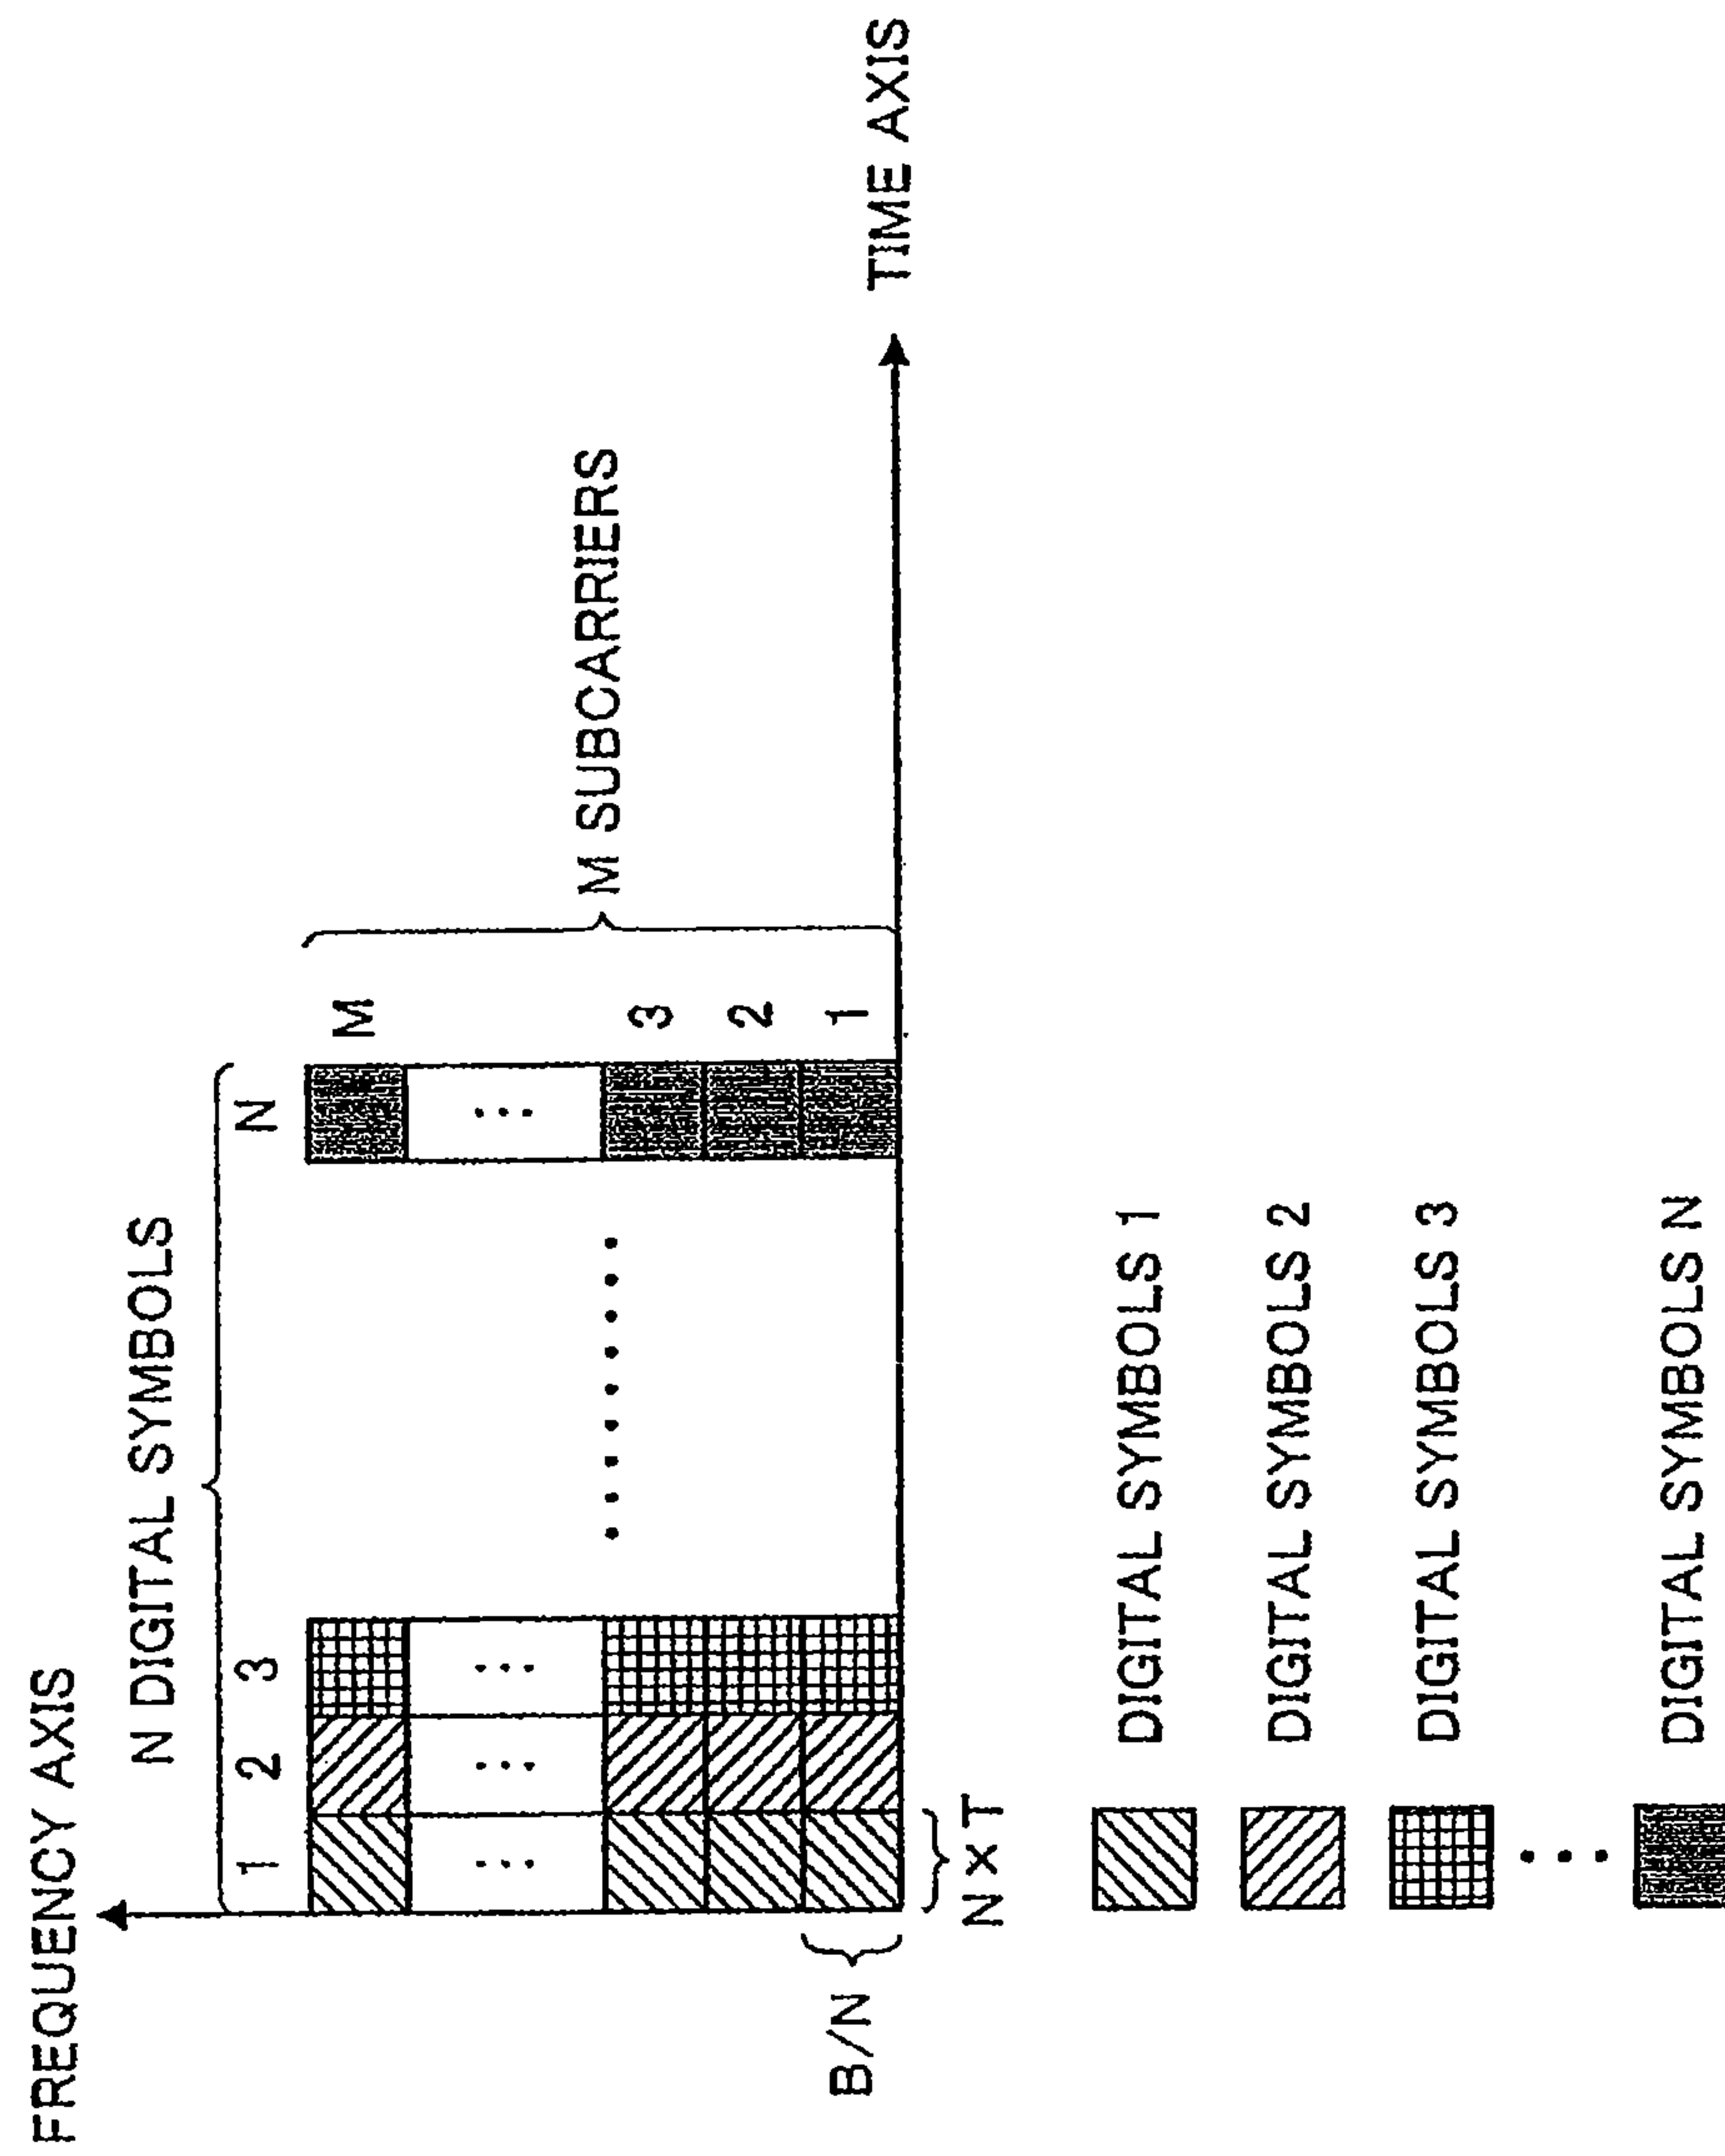 FREQUENCY AXIS
N DIGITAL SYMBOLS
1 2 3 N
M
3
2
1
M SUBCARRIERS
B/N
N×T
TIME AXIS
DIGITAL SYMBOLS 1
DIGITAL SYMBOLS 2
DIGITAL SYMBOLS 3
DIGITAL SYMBOLS N